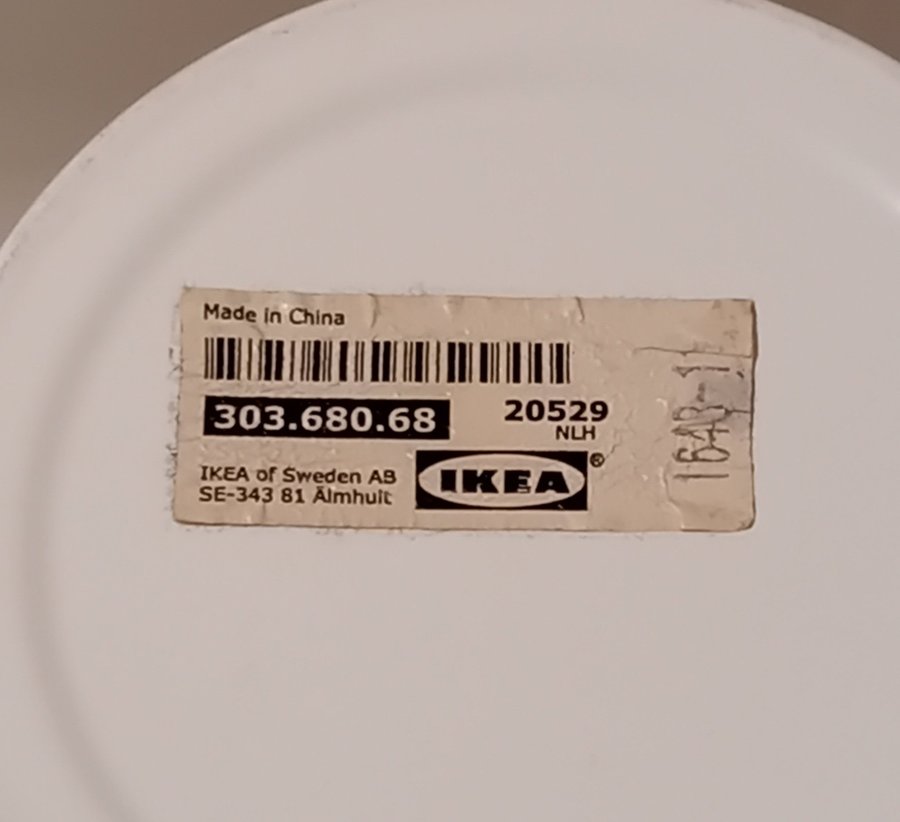 Made in China
303.680.68
20529
NLH
IKEA of Sweden AB
SE-343 81 Älmhult
IKEA®